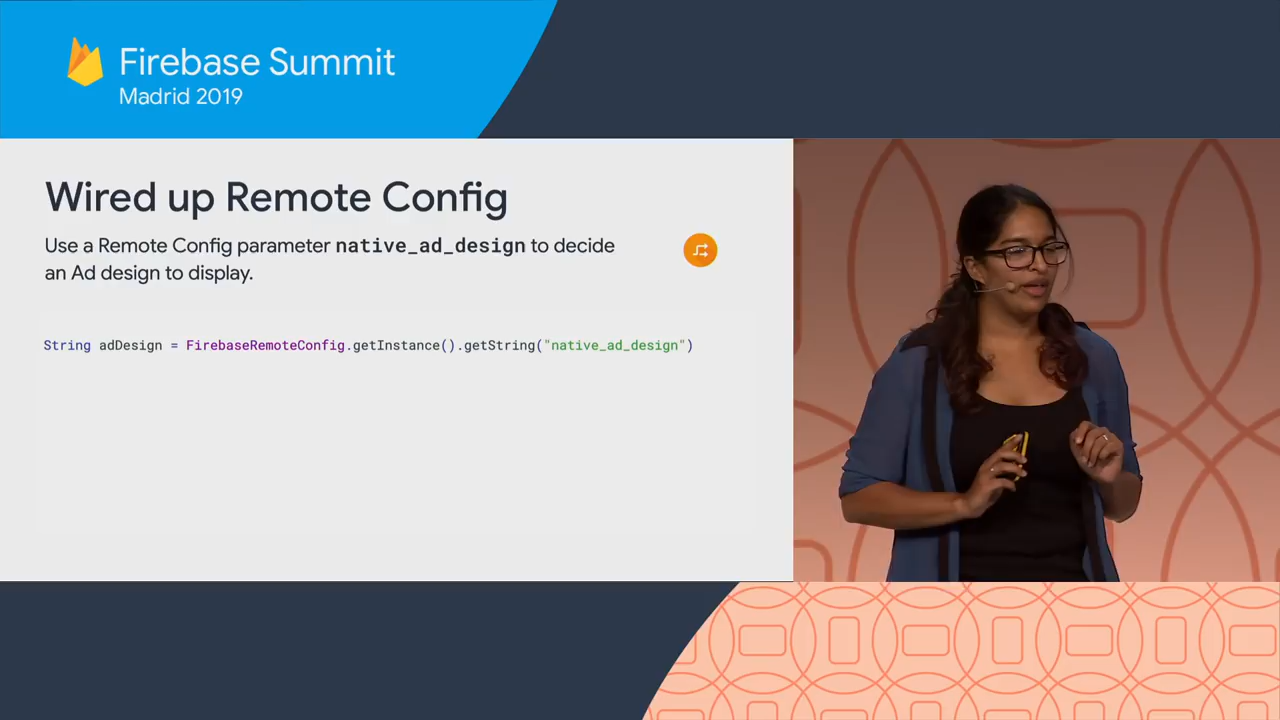 Firebase Summit
Madrid 2019
Wired up Remote Config
Use a Remote Config parameter native_ad_design to decide
an Ad design to display.
String adDesign = FirebaseRemoteConfig.getInstance().getString("native_ad_design")